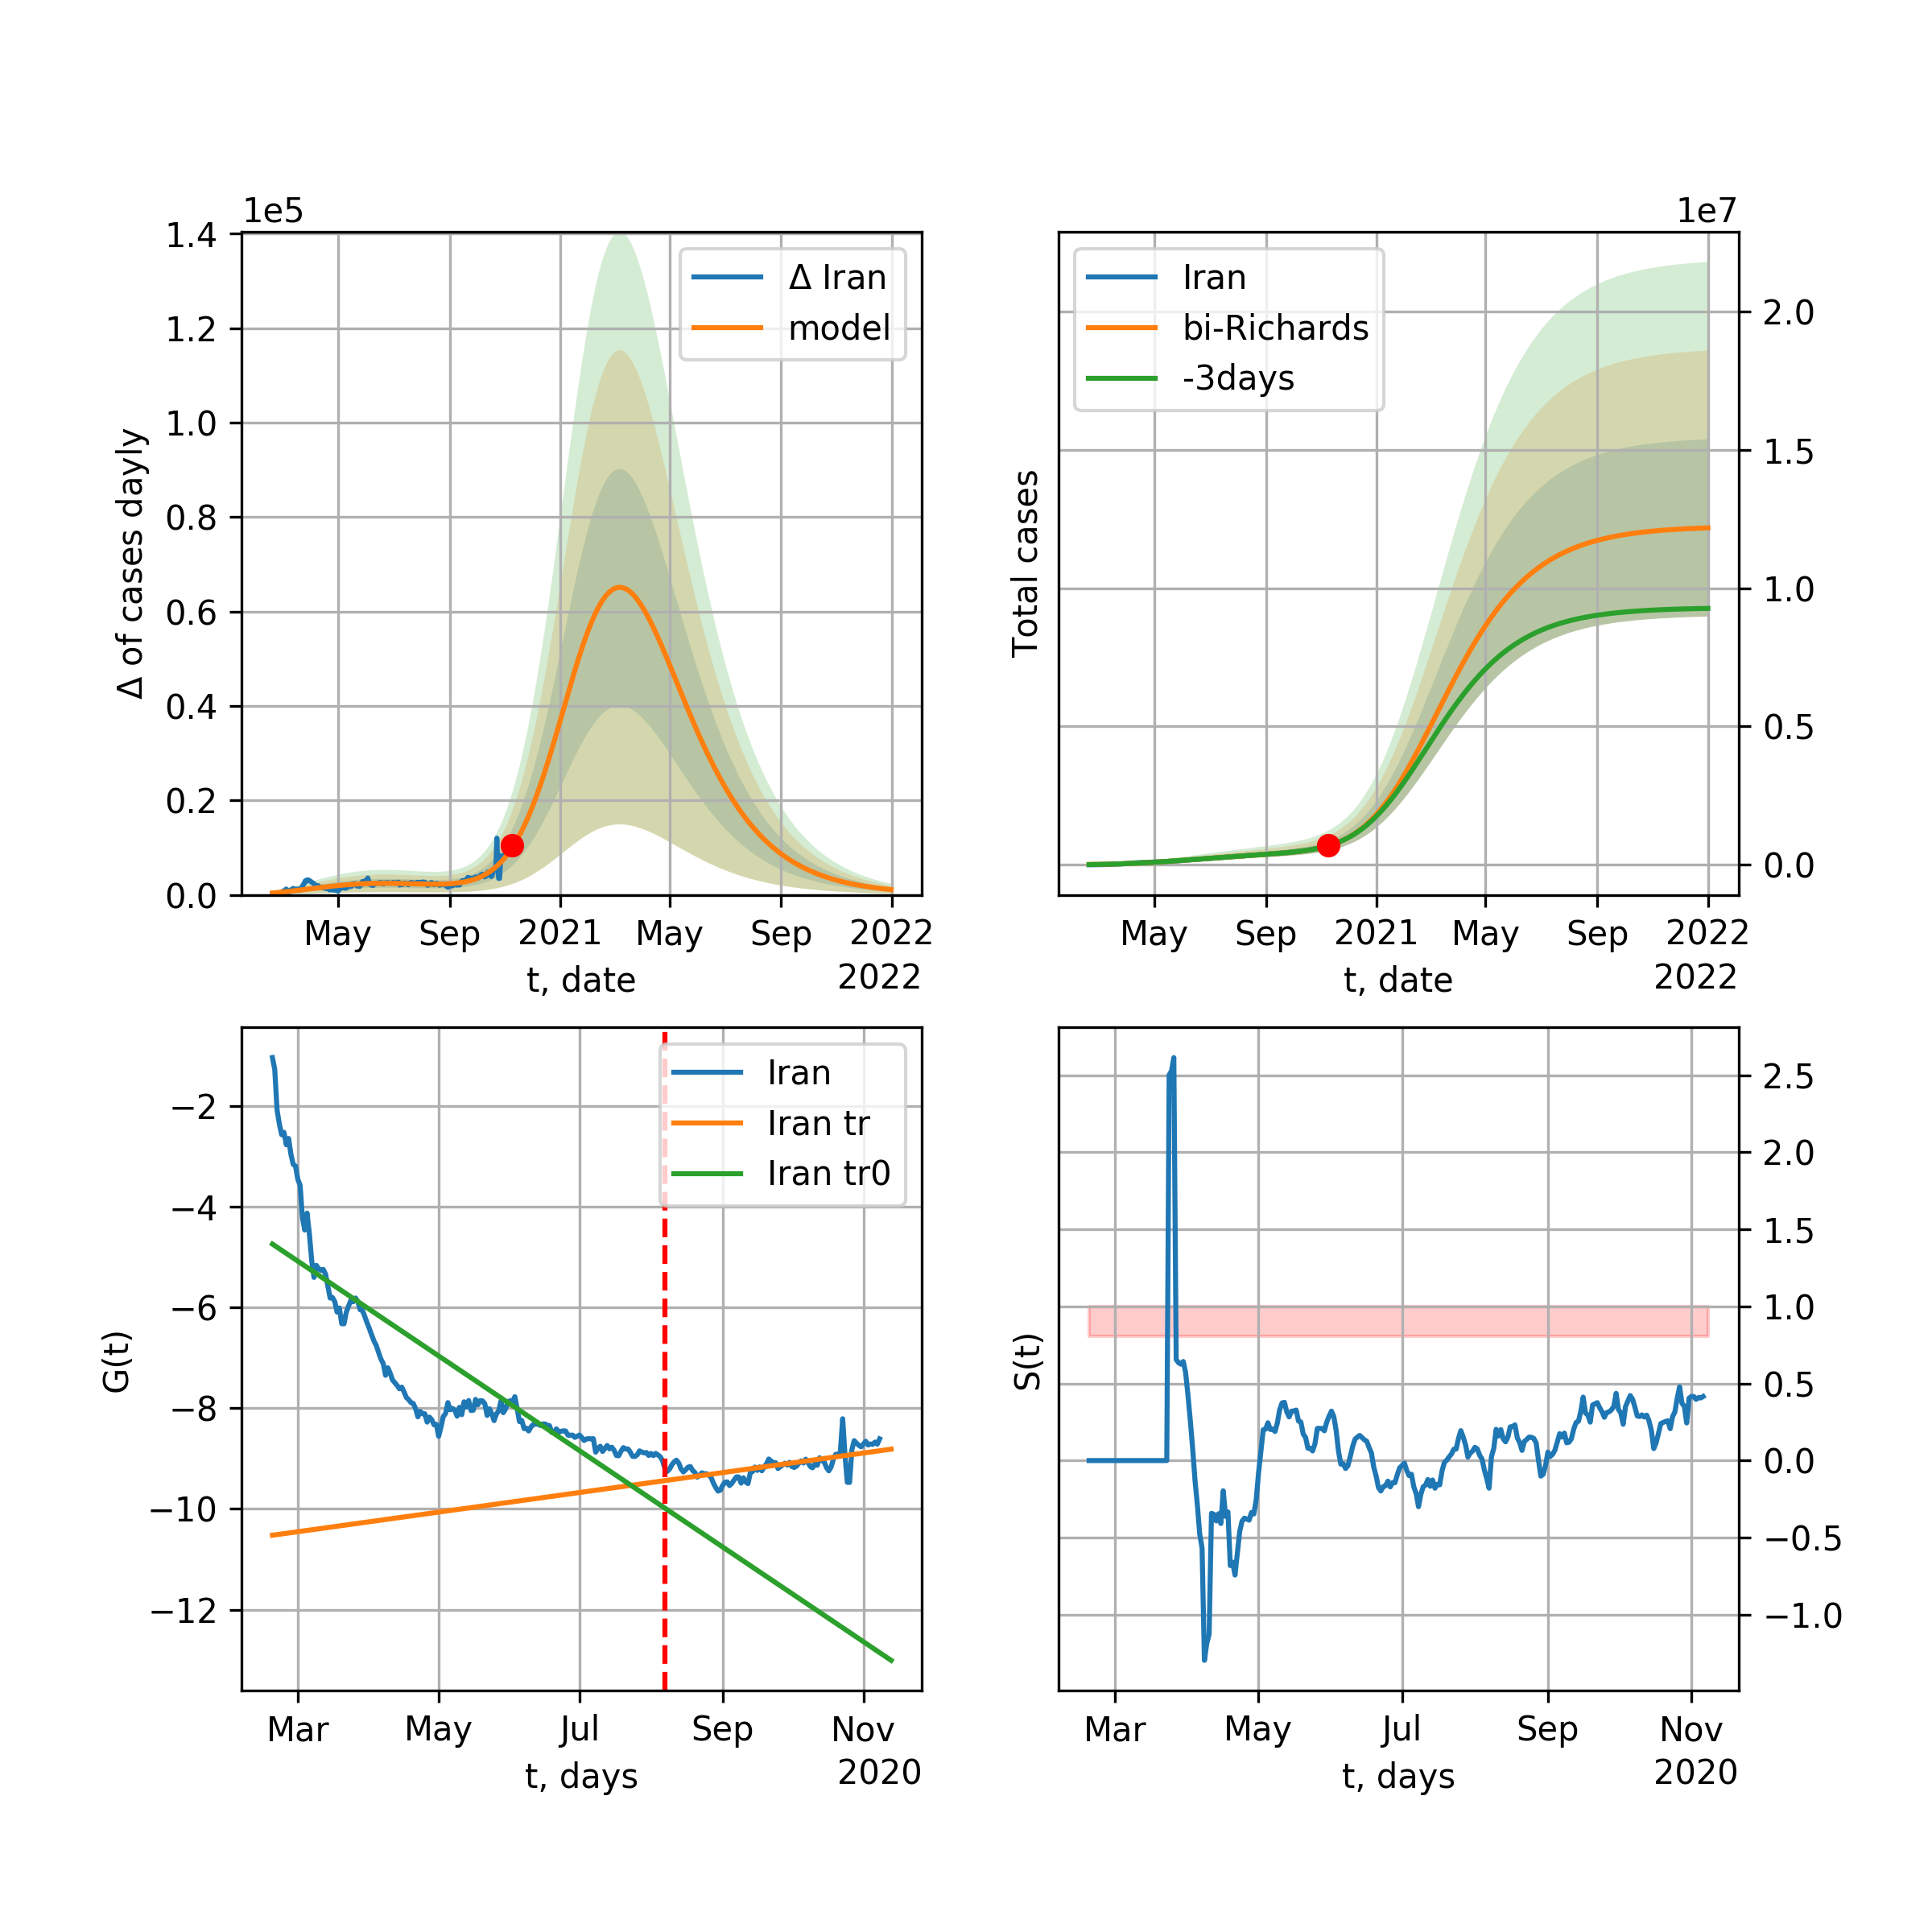 1e5
1.4
1.2
1.0
0.8
0.6
0.4
0.2
0.0
Δ of cases dayly
Δ Iran
model
May Sep 2021 May Sep 2022
t, date 2022
1e7
Iran
bi-Richards
-3days
Total cases
2.0
1.5
1.0
0.5
0.0
May Sep 2021 May Sep 2022
t, date 2022
−2
−4
−6
−8
−10
−12
G(t)
Iran
Iran tr
Iran tr0
Mar May Jul Sep Nov
t, days 2020
S(t)
2.5
2.0
1.5
1.0
0.5
0.0
−0.5
−1.0
Mar May Jul Sep Nov
t, days 2020